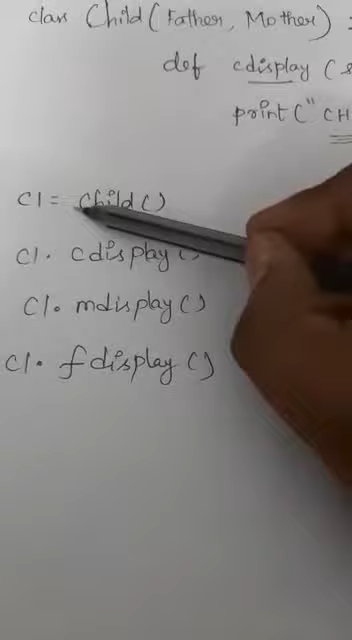 class Child(Father, Mother) :
def cdisplay (
print(" CH
C1 = Child()
C1. cdisplay ()
C1. mdisplay()
C1. fdisplay()